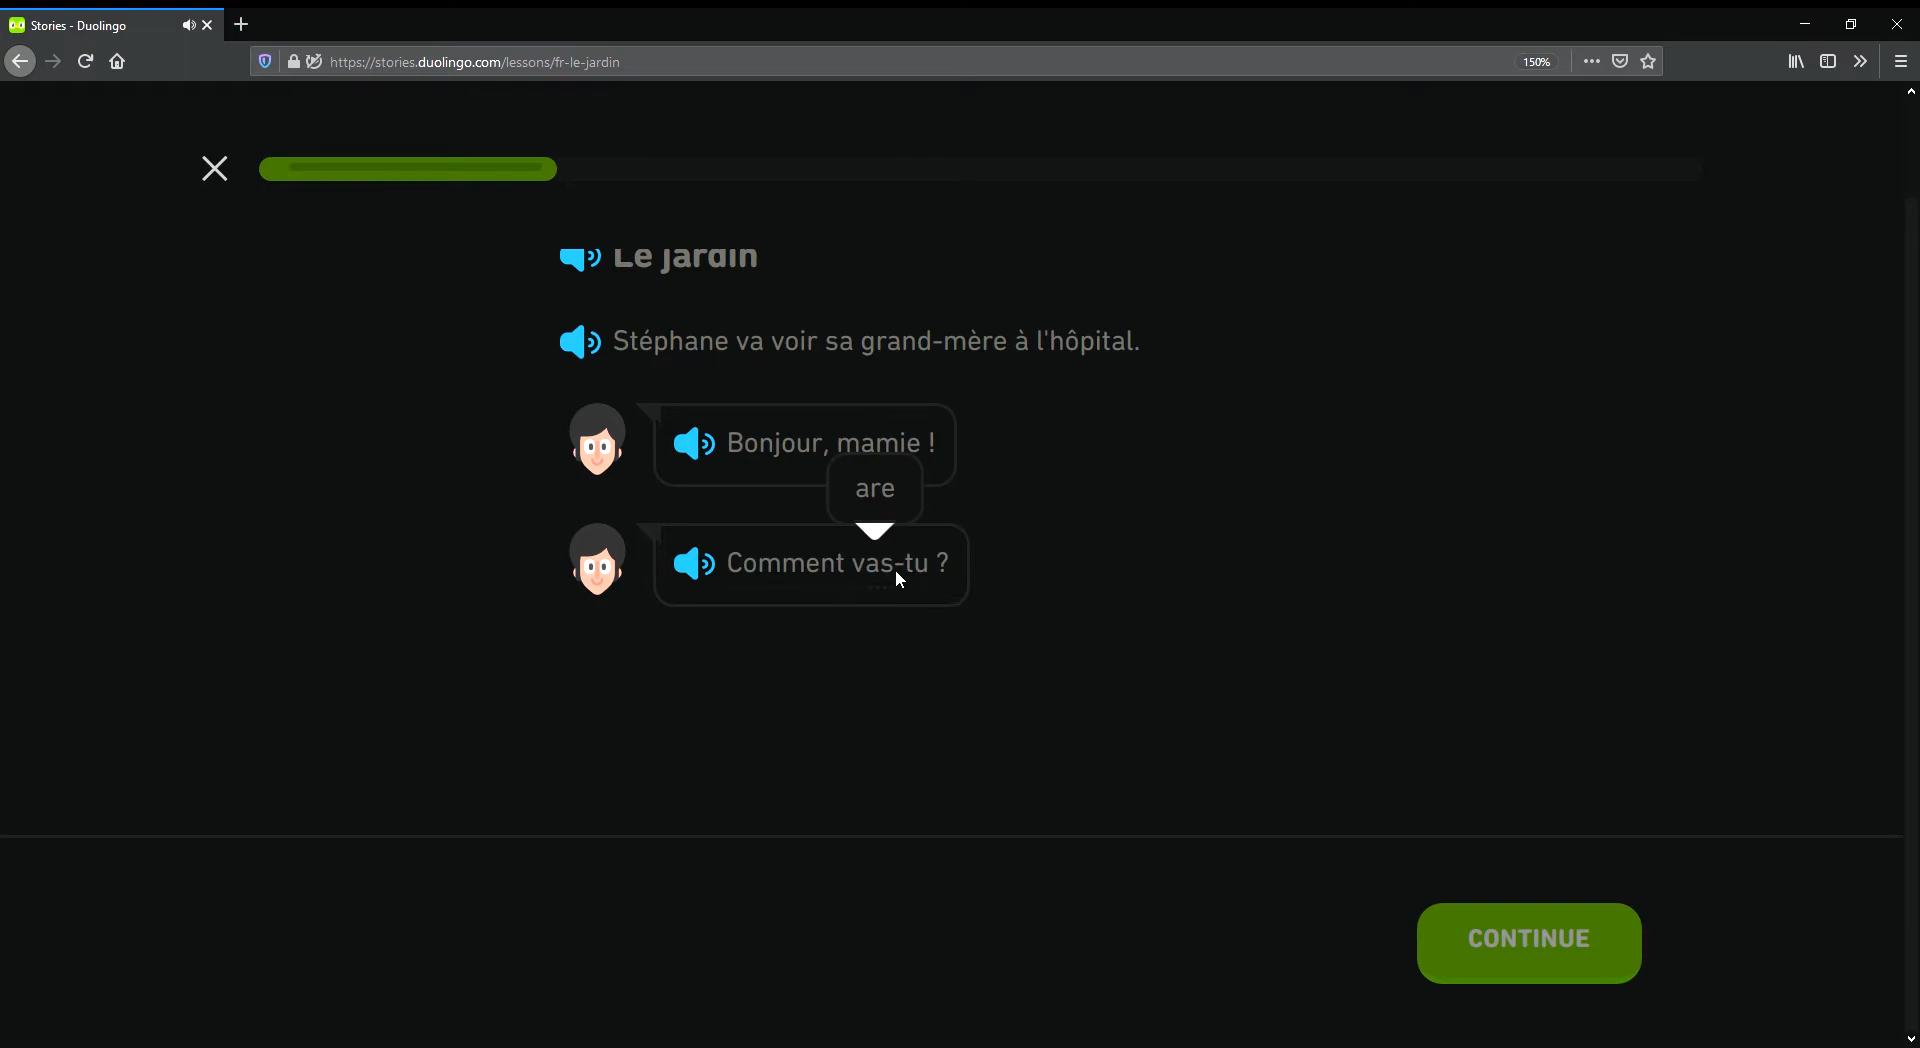 Stories - Duolingo
https://stories.duolingo.com/lessons/fr-le-jardin
150%
Le jardin
Stéphane va voir sa grand-mère à l'hôpital.
Bonjour, mamie !
are
Comment vas-tu ?
CONTINUE